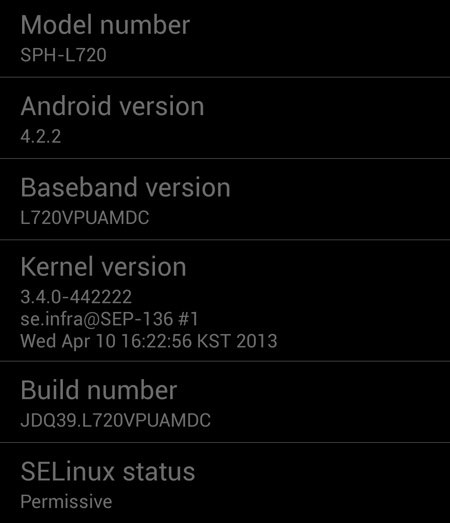 Model number
SPH-L720
Android version
4.2.2
Baseband version
L720VPUAMDC
Kernel version
3.4.0-442222
se.infra@SEP-136 #1
Wed Apr 10 16:22:56 KST 2013
Build number
JDQ39.L720VPUAMDC
SELinux status
Permissive